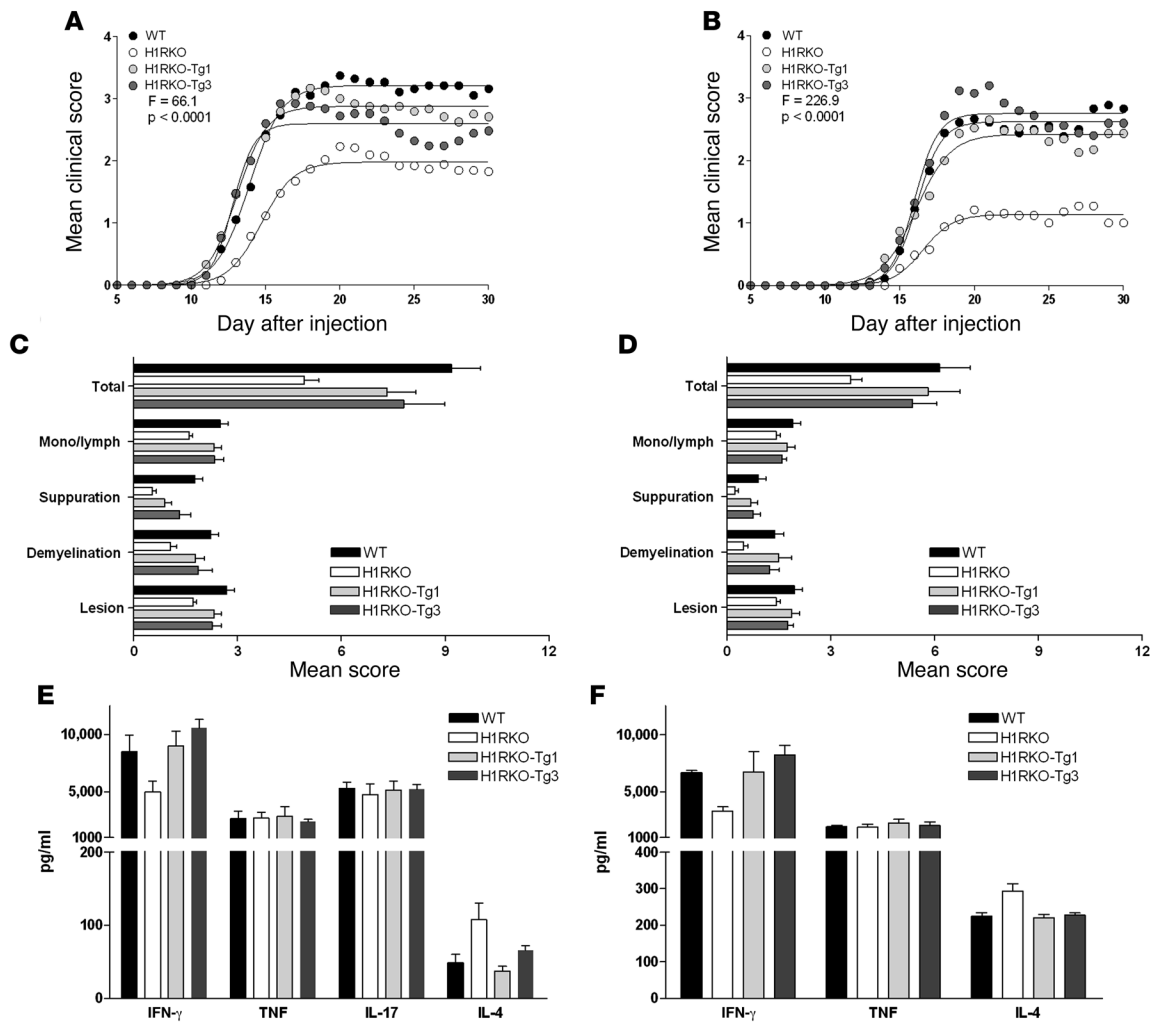 A
WT
H1RKO
H1RKO-Tg1
H1RKO-Tg3
F = 66.1
p < 0.0001
4
3
2
1
0
Mean clinical score
5 10 15 20 25 30
Day after injection
B
WT
H1RKO
H1RKO-Tg1
H1RKO-Tg3
F = 226.9
p < 0.0001
4
3
2
1
0
Mean clinical score
5 10 15 20 25 30
Day after injection
C
Total
Mono/lymph
Suppuration
Demyelination
Lesion
WT
H1RKO
H1RKO-Tg1
H1RKO-Tg3
0 3 6 9 12
Mean score
D
Total
Mono/lymph
Suppuration
Demyelination
Lesion
WT
H1RKO
H1RKO-Tg1
H1RKO-Tg3
0 3 6 9 12
Mean score
E
WT
H1RKO
H1RKO-Tg1
H1RKO-Tg3
10,000
5,000
1000
200
100
0
pg/ml
IFN-γ TNF IL-17 IL-4
F
WT
H1RKO
H1RKO-Tg1
H1RKO-Tg3
10,000
5,000
1000
400
300
200
100
0
pg/ml
IFN-γ TNF IL-4